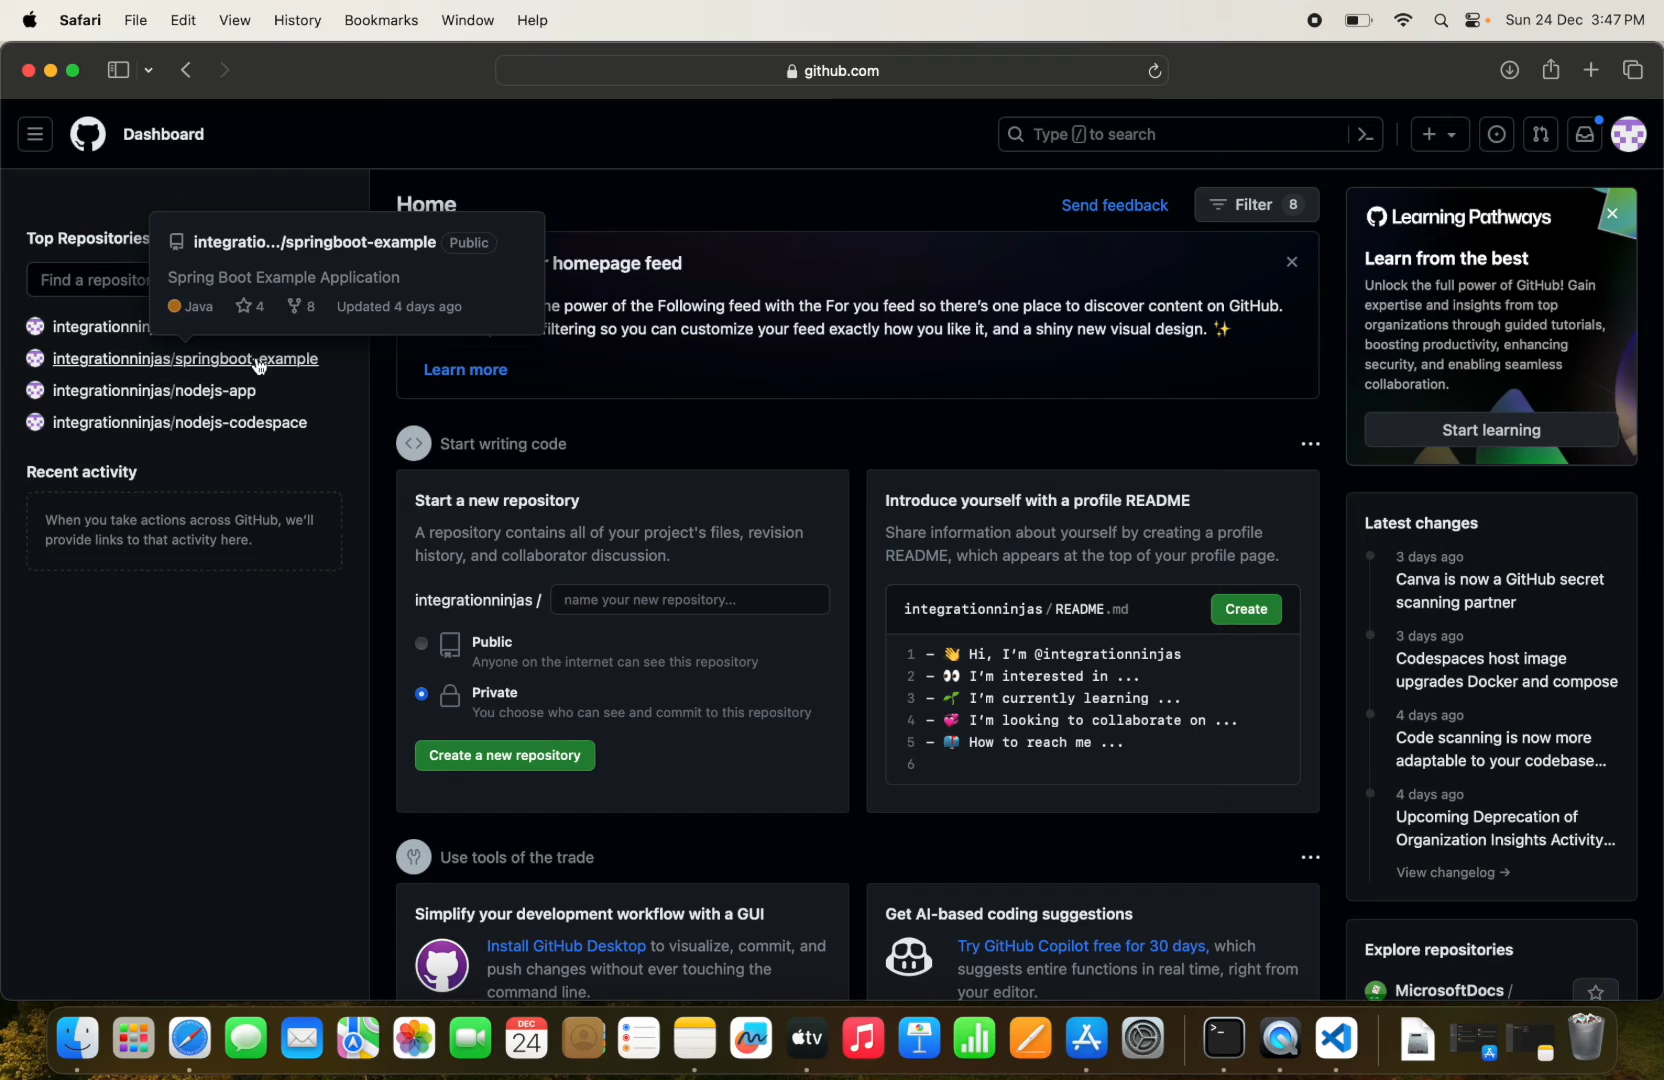 Safari File Edit View History Bookmarks Window Help
Sun 24 Dec 3:47 PM
github.com
Dashboard
Type / to search
Top Repositories
Find a repositor
integrationnin
integrationninjas/springboot-example
integrationninjas/nodejs-app
integrationninjas/nodejs-codespace
Recent activity
When you take actions across GitHub, we'll
provide links to that activity here.
integratio.../springboot-example Public
Spring Boot Example Application
Java 4 8 Updated 4 days ago
Home
Send feedback
Filter 8
r homepage feed
ne power of the Following feed with the For you feed so there's one place to discover content on GitHub.
iltering so you can customize your feed exactly how you like it, and a shiny new visual design. ✨
Learn more
Start writing code
Start a new repository
A repository contains all of your project's files, revision
history, and collaborator discussion.
integrationninjas / name your new repository...
Public
Anyone on the internet can see this repository
Private
You choose who can see and commit to this repository
Create a new repository
Introduce yourself with a profile README
Share information about yourself by creating a profile
README, which appears at the top of your profile page.
integrationninjas / README.md
Create
1 - 👋 Hi, I'm @integrationninjas
2 - 👀 I'm interested in ...
3 - 🌱 I'm currently learning ...
4 - 💞️ I'm looking to collaborate on ...
5 - 📫 How to reach me ...
6
Use tools of the trade
Simplify your development workflow with a GUI
Install GitHub Desktop to visualize, commit, and
push changes without ever touching the
command line.
Get AI-based coding suggestions
Try GitHub Copilot free for 30 days, which
suggests entire functions in real time, right from
your editor.
Learning Pathways
Learn from the best
Unlock the full power of GitHub! Gain
expertise and insights from top
organizations through guided tutorials,
boosting productivity, enhancing
security, and enabling seamless
collaboration.
Start learning
Latest changes
3 days ago
Canva is now a GitHub secret
scanning partner
3 days ago
Codespaces host image
upgrades Docker and compose
4 days ago
Code scanning is now more
adaptable to your codebase...
4 days ago
Upcoming Deprecation of
Organization Insights Activity...
View changelog →
Explore repositories
MicrosoftDocs /
DEC
24
tv